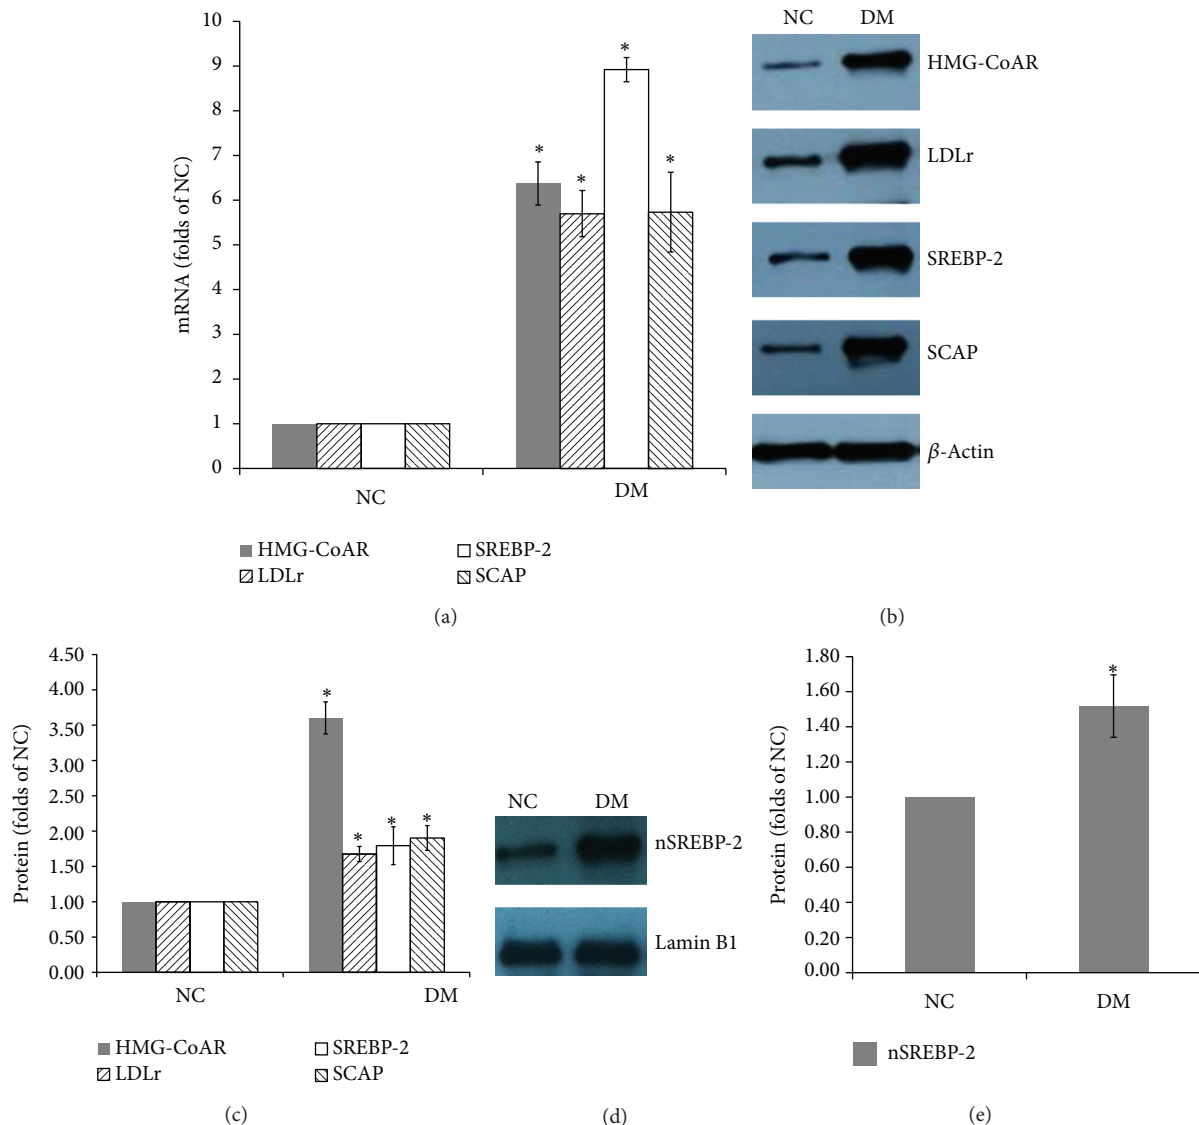 10
9
8
7
6
5
4
3
2
1
0
mRNA (folds of NC)
*
*
*
*
NC
DM
HMG-CoAR
SREBP-2
LDLr
SCAP
(a)
NC DM
HMG-CoAR
LDLr
SREBP-2
SCAP
β-Actin
(b)
4.50
4.00
3.50
3.00
2.50
2.00
1.50
1.00
0.50
0.00
Protein (folds of NC)
*
*
*
*
NC
DM
HMG-CoAR
SREBP-2
LDLr
SCAP
(c)
NC DM
nSREBP-2
Lamin B1
(d)
1.80
1.60
1.40
1.20
1.00
0.80
0.60
0.40
0.20
0.00
Protein (folds of NC)
*
NC
DM
nSREBP-2
(e)